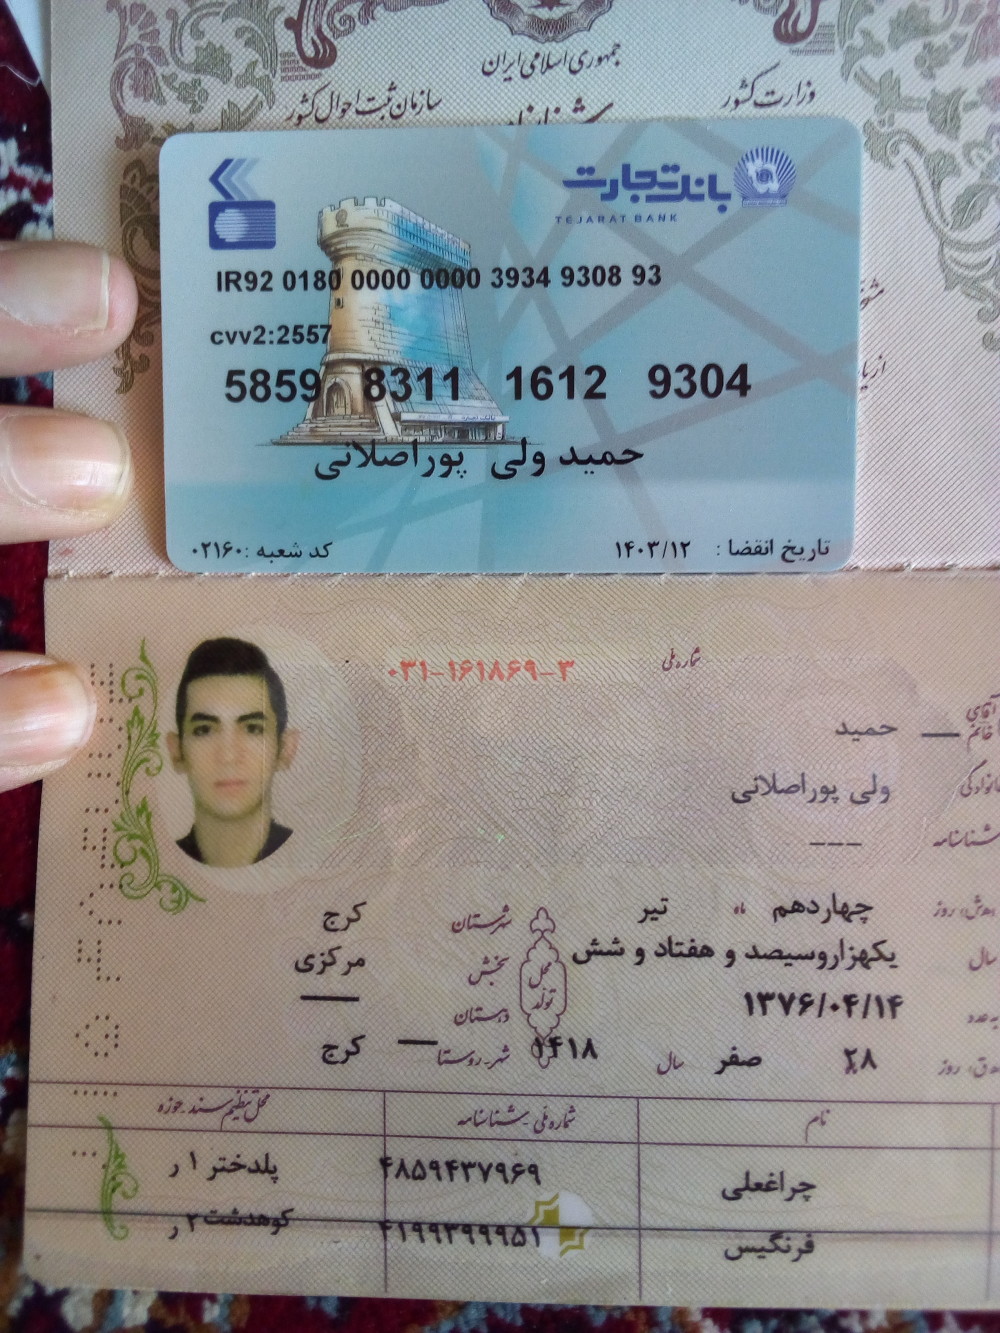 جمهوری اسلامی ایران
وزارت کشور
سازمان ثبت احوال کشور
بانک تجارت
TEJARAT BANK
IR92 0180 0000 0000 3934 9308 93
cvv2:2557
5859 8311 1612 9304
حمید ولی پوراصلانی
تاریخ انقضا : ۱۴۰۳/۱۲
کد شعبه :۰۲۱۶۰
شماره ملی ۰۳۱-۱۶۱۸۶۹-۳
آقای خانم — حمید
ولی پوراصلانی
شناسنامه ---
روز چهاردهم ماه تیر
سال یکهزاروسیصد و هفتاد و شش
۱۳۷۶/۰۴/۱۴
روز ۲۸ صفر سال ۱۴۱۸
محل تولد
شهرستان کرج
بخش مرکزی
دهستان —
شهر-روستا — کرج
نام شماره ملی-شناسنامه محل تنظیم سند-حوزه
چراغعلی ۴۸۵۹۴۳۷۹۶۹ پلدختر ۱ ر
فرنگیس ۴۱۹۹۳۹۹۹۵۱ کوهدشت ۲ ر